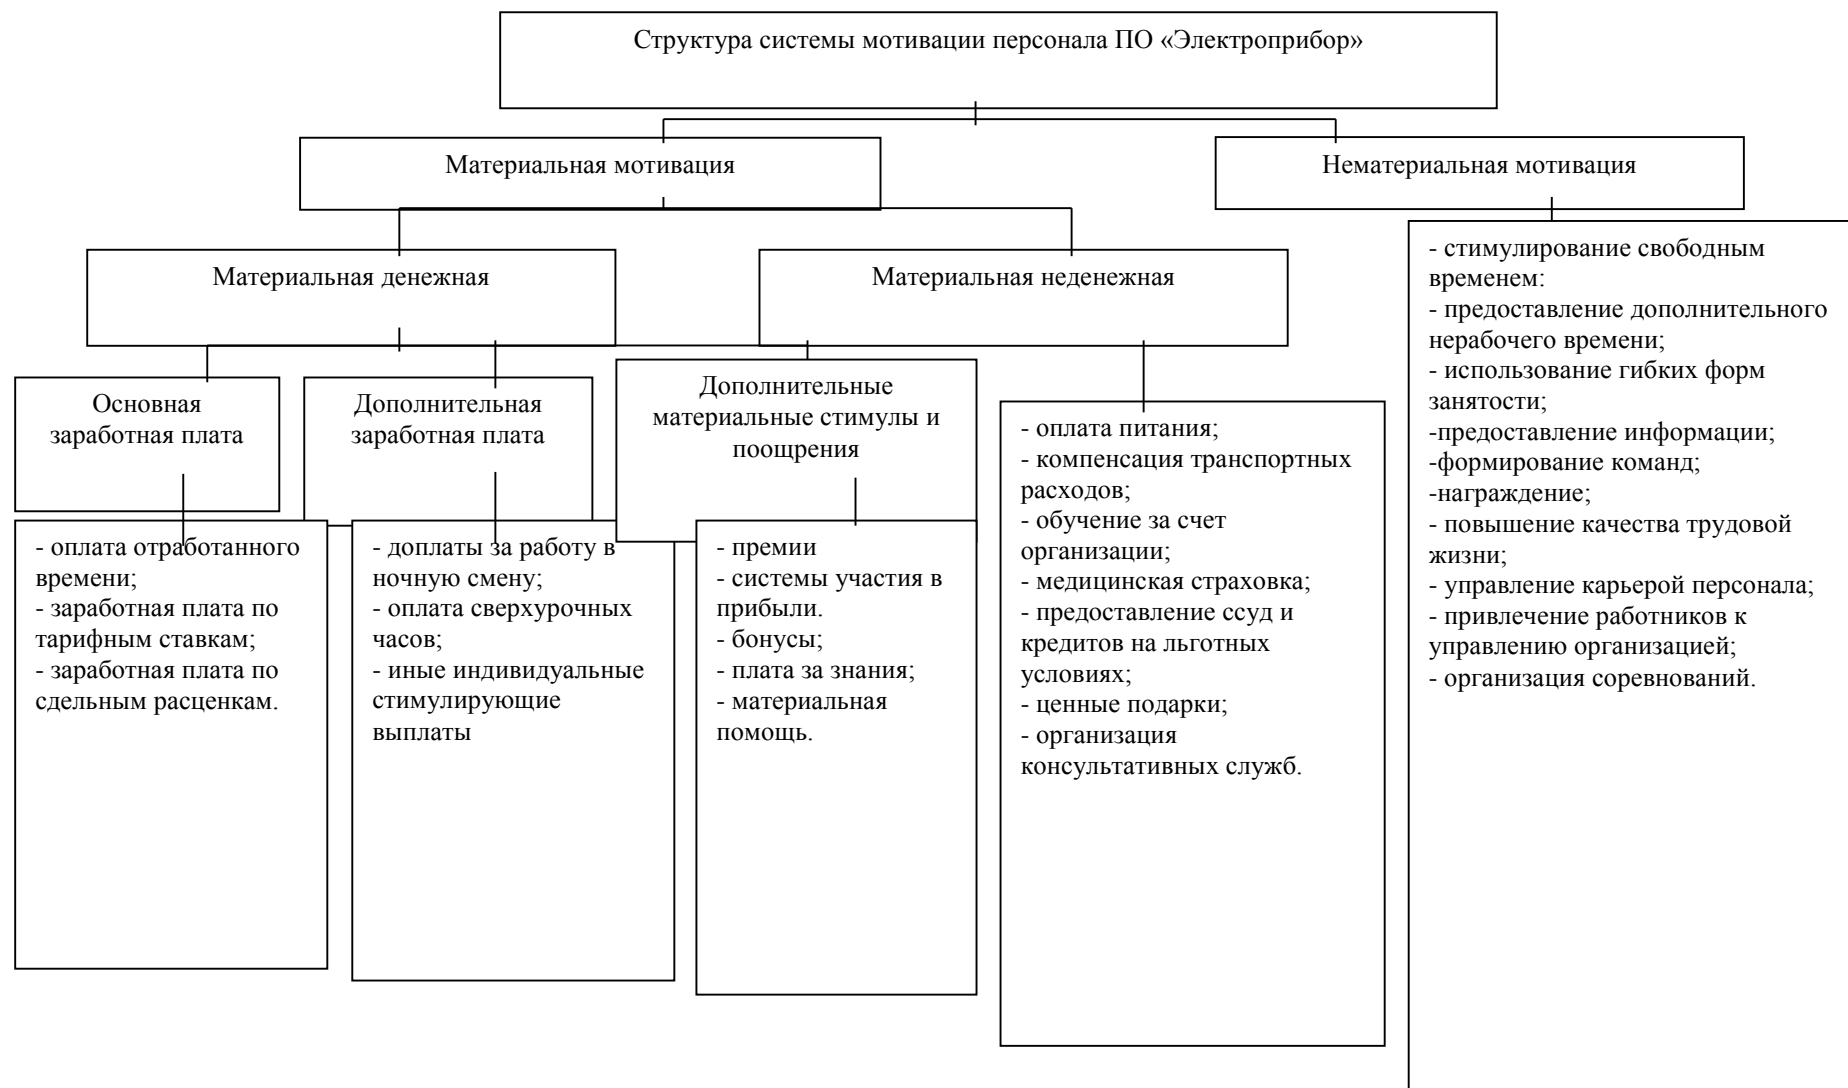 Структура системы мотивации персонала ПО «Электроприбор»
Материальная мотивация
Нематериальная мотивация
Материальная денежная
Материальная неденежная
Основная
заработная плата
Дополнительная
заработная плата
Дополнительные
материальные стимулы и
поощрения
- оплата отработанного
времени;
- заработная плата по
тарифным ставкам;
- заработная плата по
сдельным расценкам.
- доплаты за работу в
ночную смену;
- оплата сверхурочных
часов;
- иные индивидуальные
стимулирующие
выплаты
- премии
- системы участия в
прибыли.
- бонусы;
- плата за знания;
- материальная
помощь.
- оплата питания;
- компенсация транспортных
расходов;
- обучение за счет
организации;
- медицинская страховка;
- предоставление ссуд и
кредитов на льготных
условиях;
- ценные подарки;
- организация
консультативных служб.
- стимулирование свободным
временем:
- предоставление дополнительного
нерабочего времени;
- использование гибких форм
занятости;
-предоставление информации;
-формирование команд;
-награждение;
- повышение качества трудовой
жизни;
- управление карьерой персонала;
- привлечение работников к
управлению организацией;
- организация соревнований.